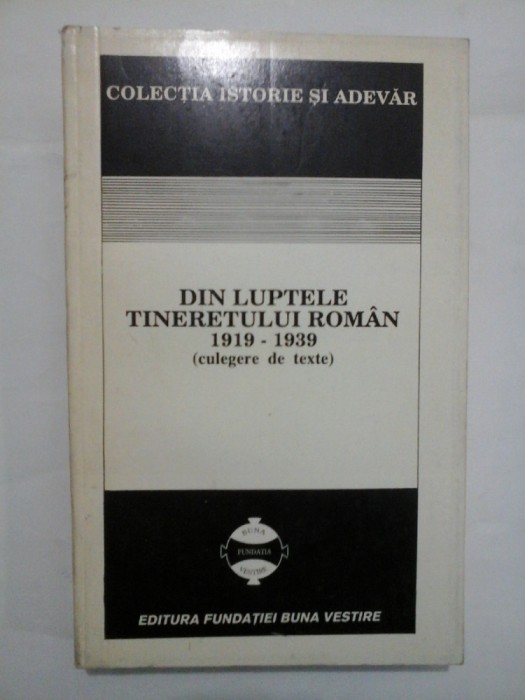 COLECȚIA ISTORIE ȘI ADEVĂR
DIN LUPTELE
TINERETULUI ROMÂN
1919 - 1939
(culegere de texte)
BUNA
FUNDATIA
VESTIRE
EDITURA FUNDAȚIEI BUNA VESTIRE